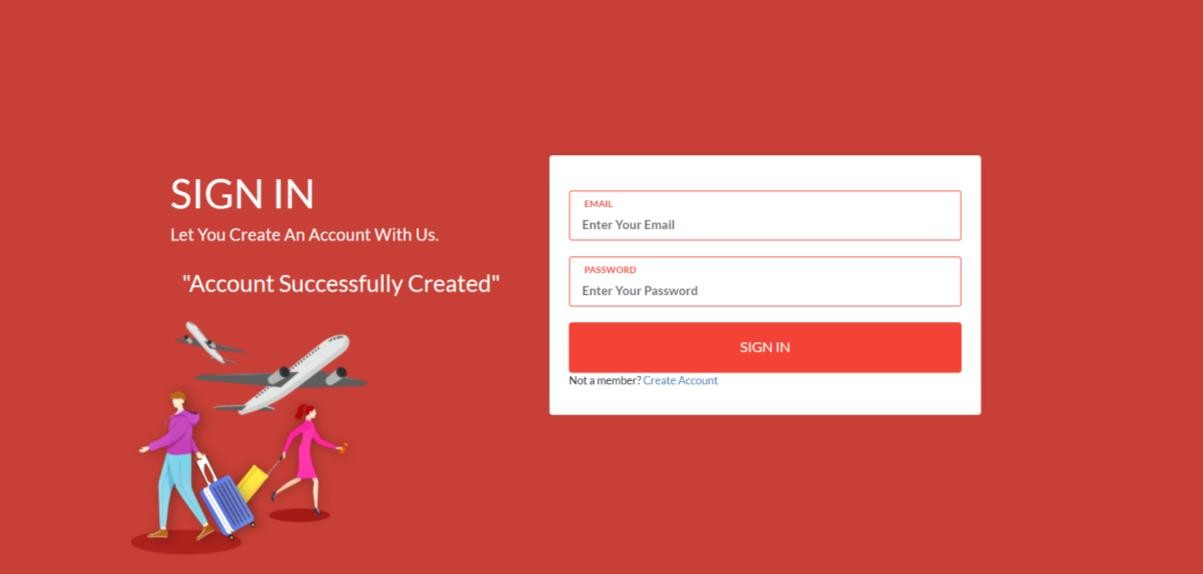 SIGN IN
Let You Create An Account With Us.
"Account Successfully Created"
EMAIL
Enter Your Email
PASSWORD
Enter Your Password
SIGN IN
Not a member? Create Account